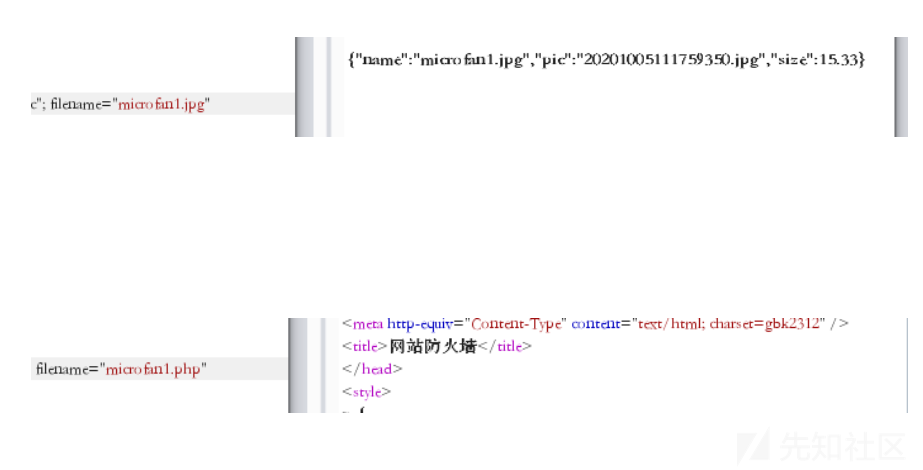 {"name":"microfan1.jpg","pic":"20201005111759350.jpg","size":15.33}
c"; filename="microfan1.jpg"
<meta http-equiv="Content-Type" content="text/html; charset=gbk2312" />
<title>网站防火墙</title>
filename="microfan1.php"
</head>
<style>
先知社区